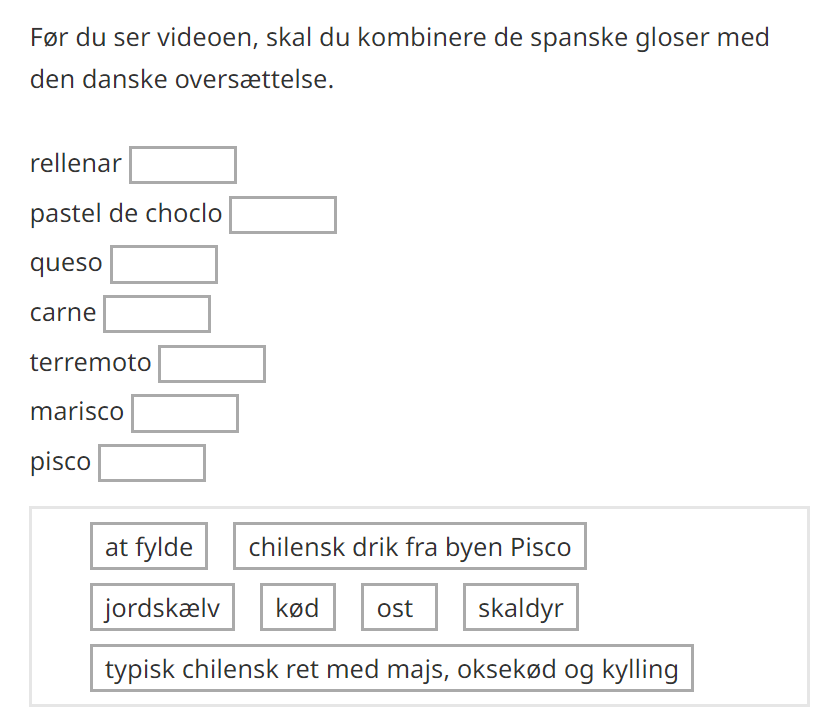 Før du ser videoen, skal du kombinere de spanske gloser med
den danske oversættelse.
rellenar
pastel de choclo
queso
carne
terremoto
marisco
pisco
at fylde chilensk drik fra byen Pisco
jordskælv kød ost skaldyr
typisk chilensk ret med majs, oksekød og kylling